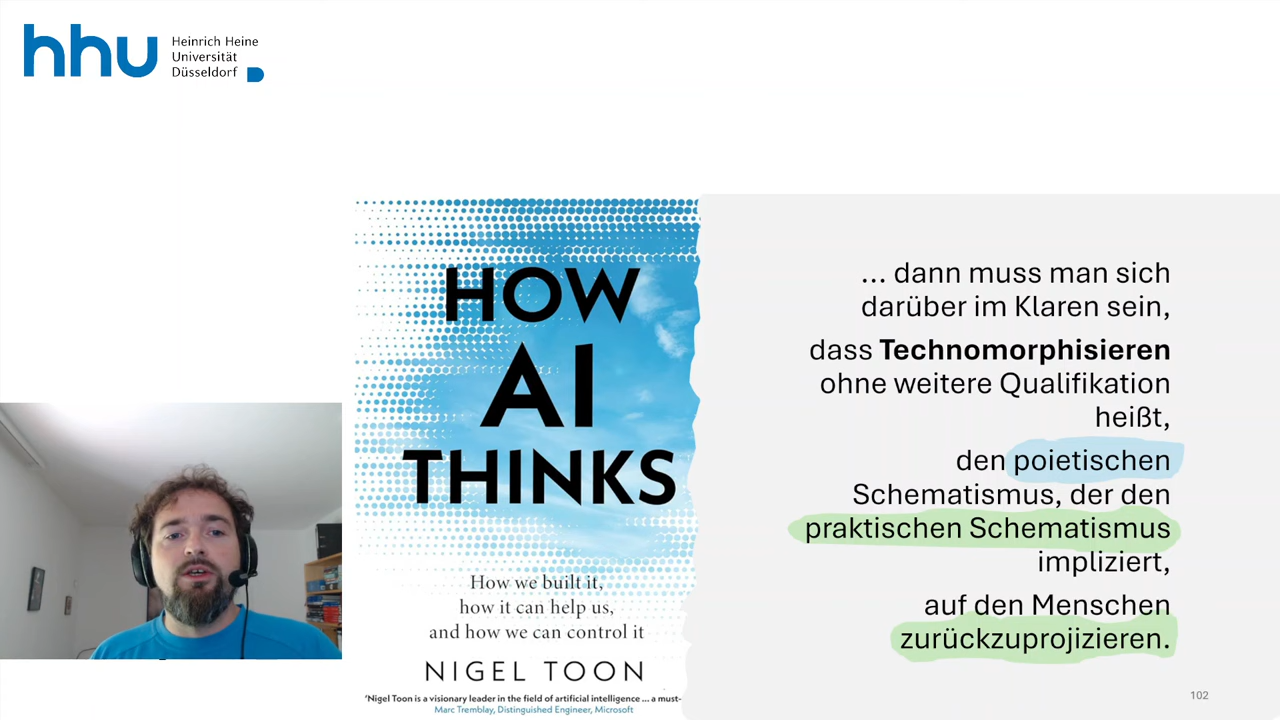 hhu
Heinrich Heine
Universität
Düsseldorf
HOW
AI
THINKS
How we built it,
how it can help us,
and how we can control it
NIGEL TOON
‘Nigel Toon is a visionary leader in the field of artificial intelligence ... a must-
Marc Tremblay, Distinguished Engineer, Microsoft
... dann muss man sich
darüber im Klaren sein,
dass Technomorphisieren
ohne weitere Qualifikation
heißt,
den poietischen
Schematismus, der den
praktischen Schematismus
impliziert,
auf den Menschen
zurückzuprojizieren.
102